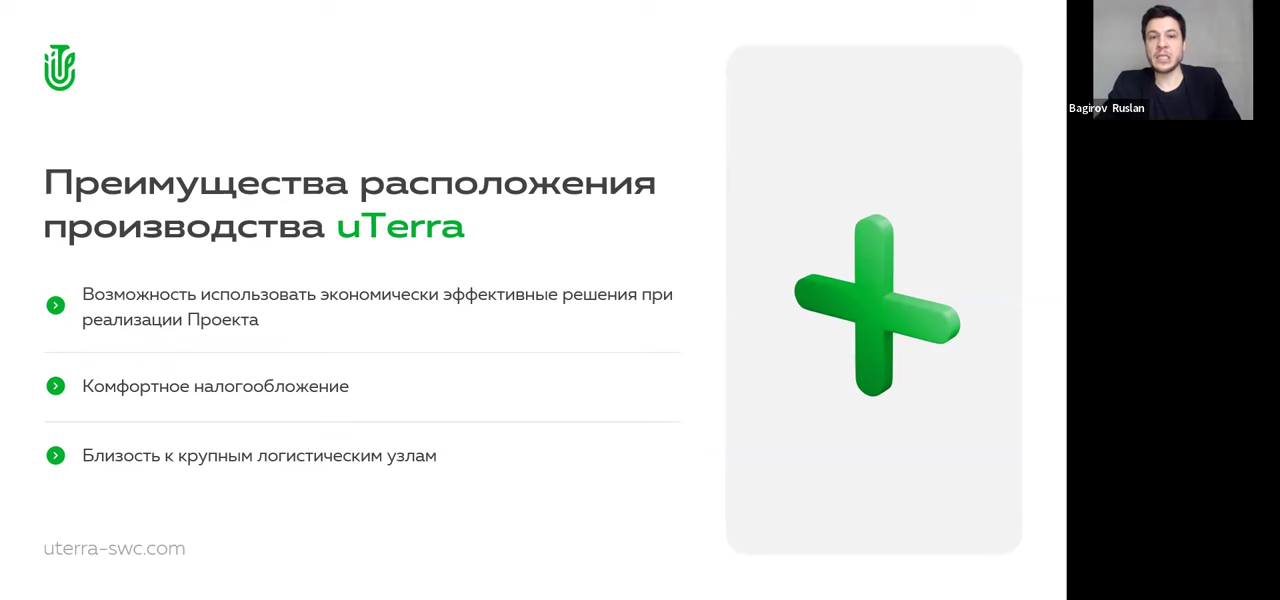 Преимущества расположения
производства uTerra
Возможность использовать экономически эффективные решения при
реализации Проекта
Комфортное налогообложение
Близость к крупным логистическим узлам
uterra-swc.com
Bagirov Ruslan